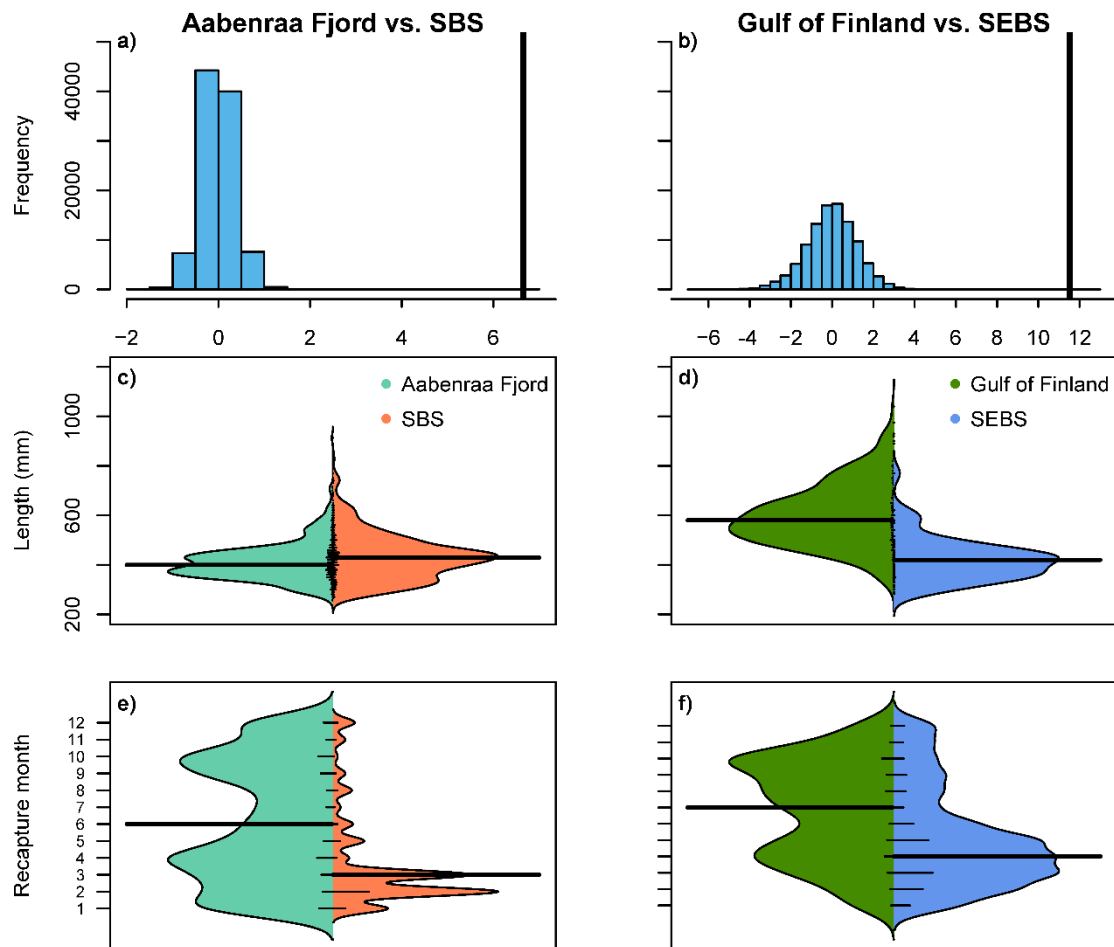 Aabenraa Fjord vs. SBS
Gulf of Finland vs. SEBS
a)
b)
Frequency
40000
20000
0
−2 0 2 4 6
−6 −4 −2 0 2 4 6 8 10 12
c)
Aabenraa Fjord
SBS
d)
Gulf of Finland
SEBS
Length (mm)
1000
600
200
e)
f)
Recapture month
12
11
10
9
8
7
6
5
4
3
2
1